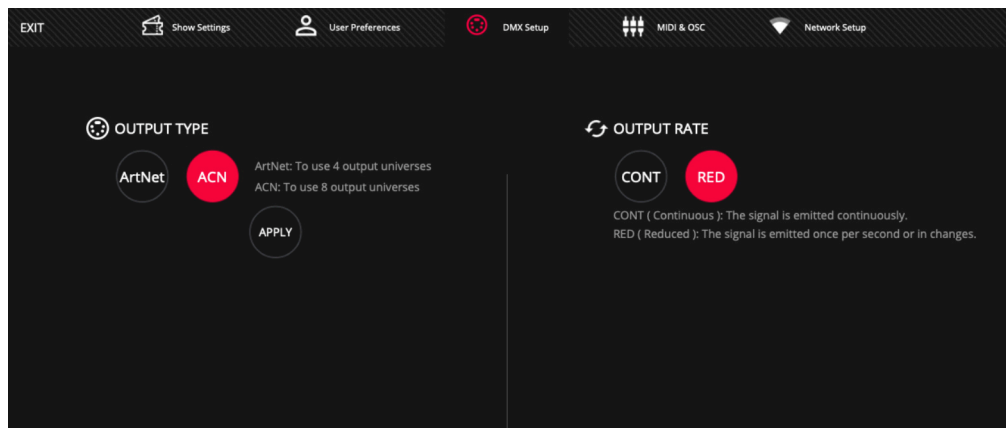 EXIT
Show Settings
User Preferences
DMX Setup
MIDI & OSC
Network Setup
OUTPUT TYPE
ArtNet
ACN
ArtNet: To use 4 output universes
ACN: To use 8 output universes
APPLY
OUTPUT RATE
CONT
RED
CONT ( Continuous ): The signal is emitted continuously.
RED ( Reduced ): The signal is emitted once per second or in changes.